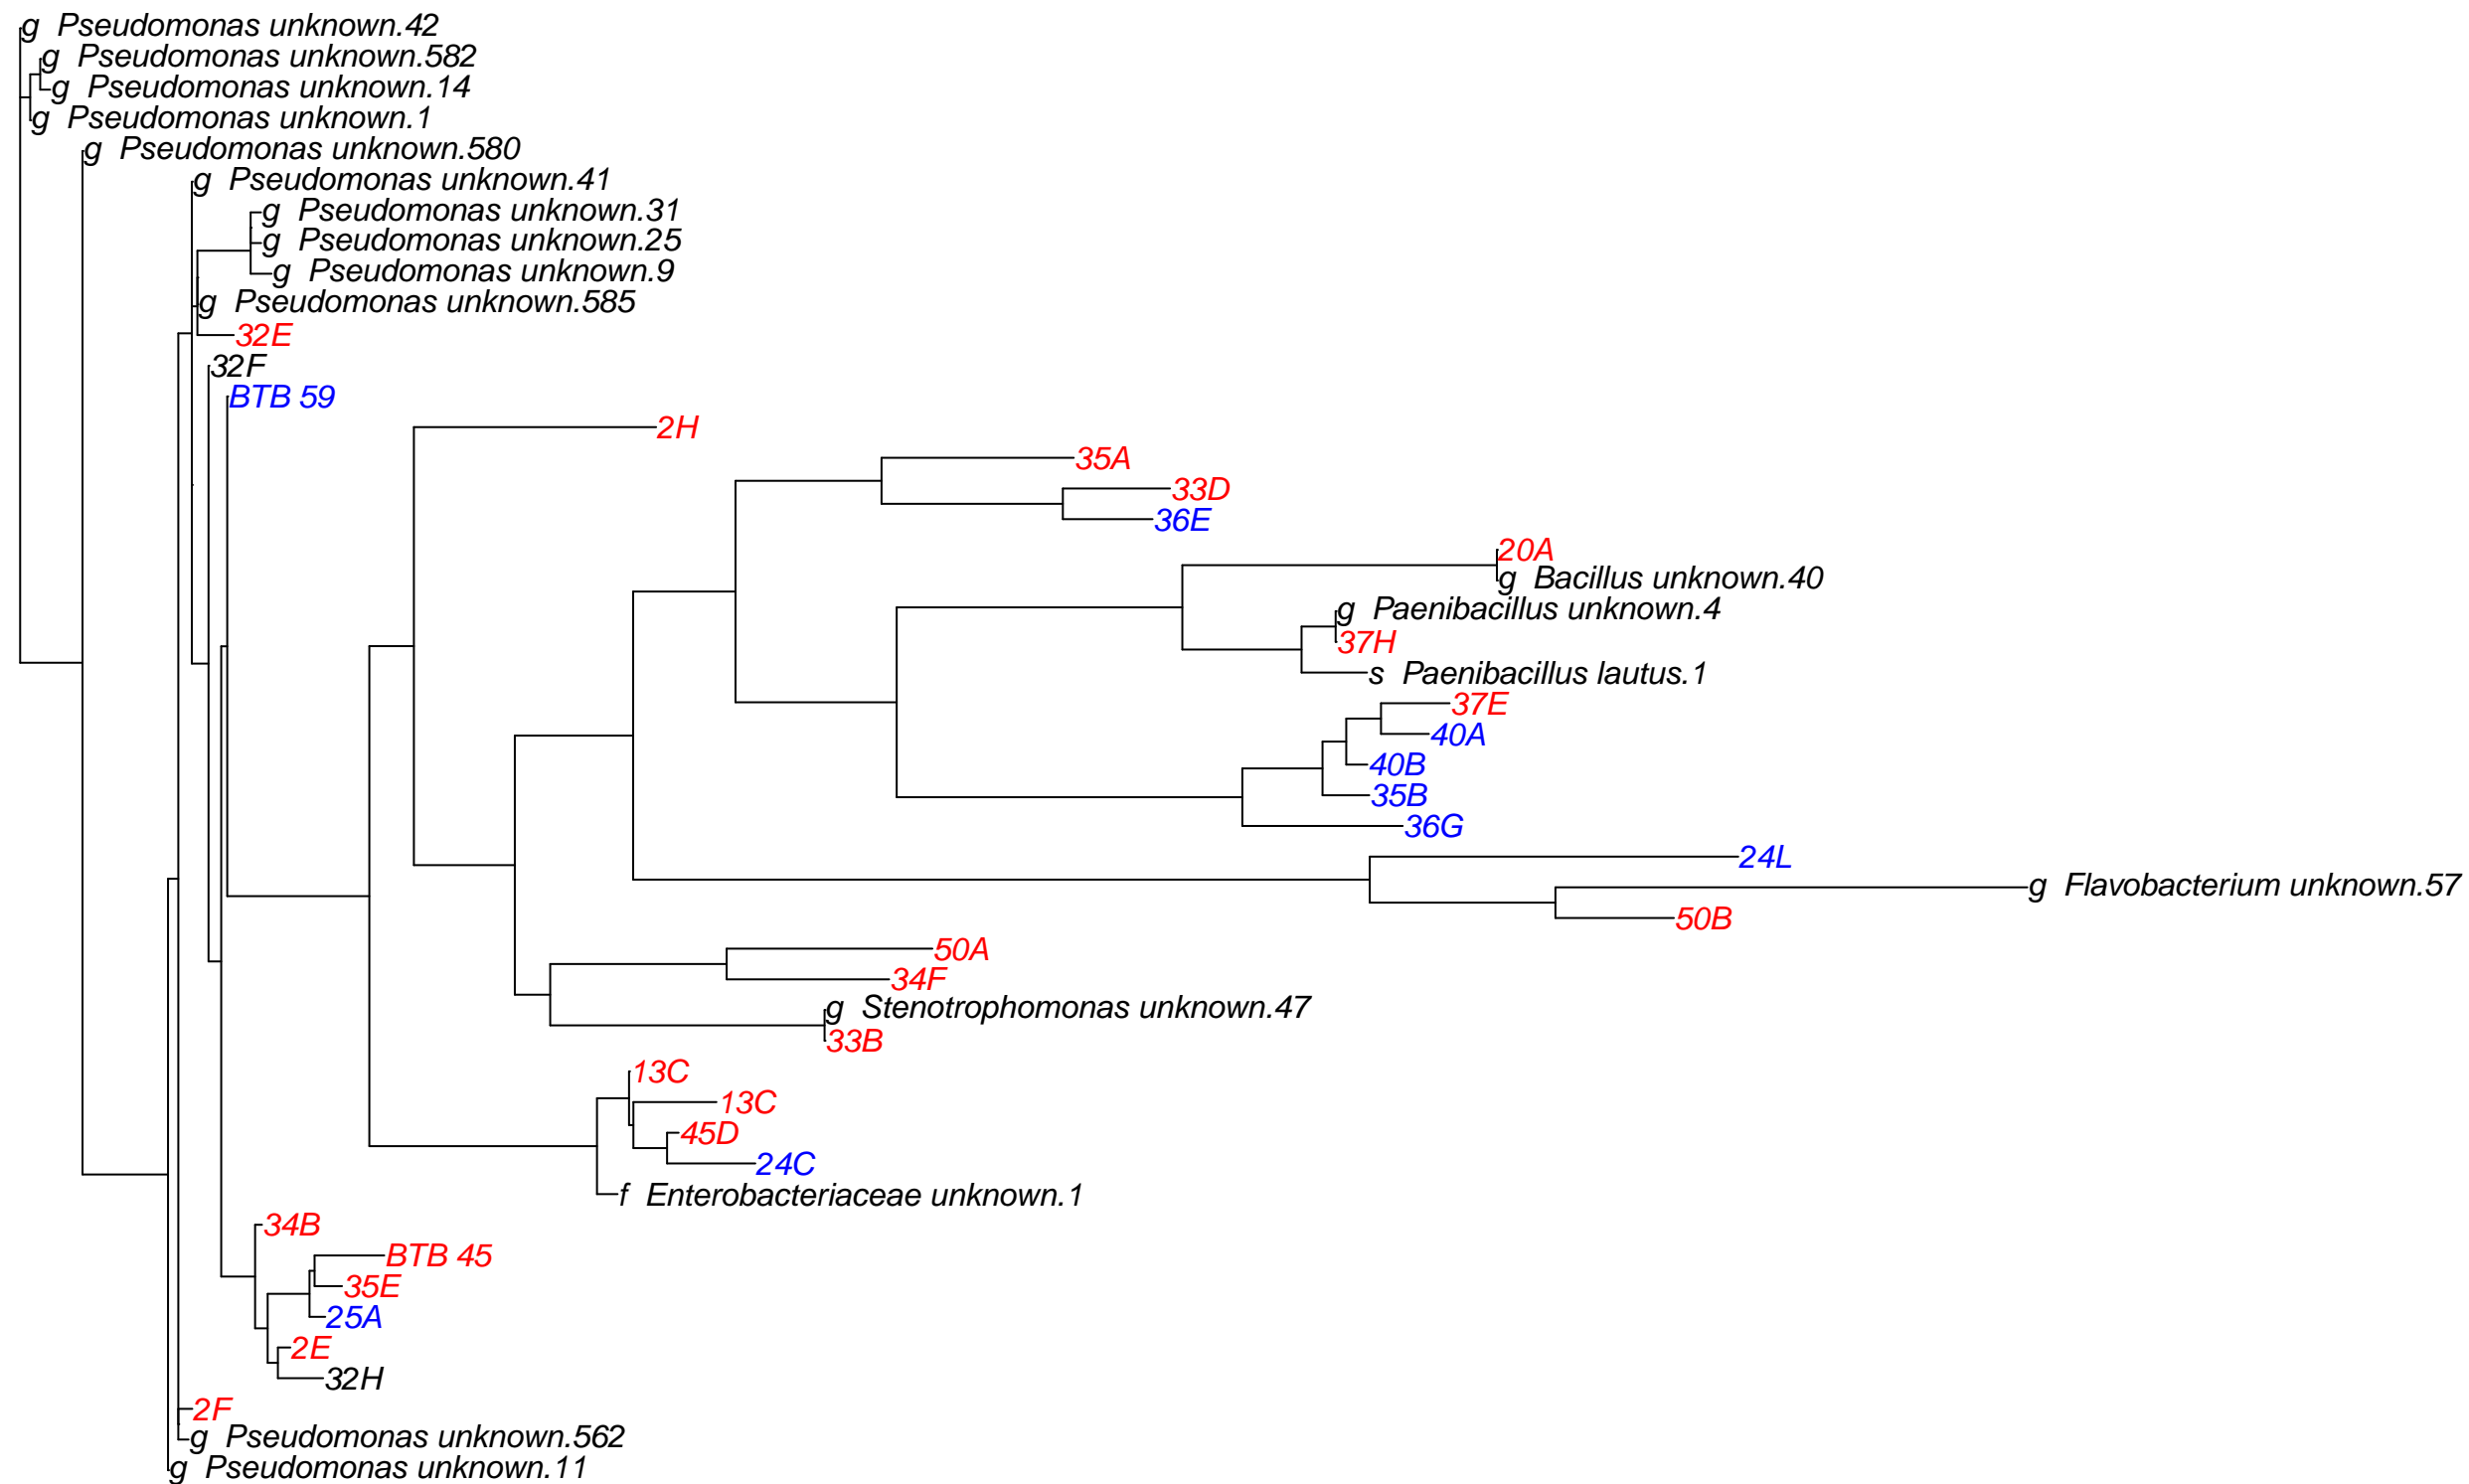 g Pseudomonas unknown.42
g Pseudomonas unknown.582
g Pseudomonas unknown.14
g Pseudomonas unknown.1
g Pseudomonas unknown.580
g Pseudomonas unknown.41
g Pseudomonas unknown.31
g Pseudomonas unknown.25
g Pseudomonas unknown.9
g Pseudomonas unknown.585
32E
32F
BTB 59
2H
35A
33D
36E
20A
g Bacillus unknown.40
g Paenibacillus unknown.4
37H
s Paenibacillus lautus.1
37E
40A
40B
35B
36G
24L
g Flavobacterium unknown.57
50B
50A
34F
g Stenotrophomonas unknown.47
33B
13C
13C
45D
24C
f Enterobacteriaceae unknown.1
34B
BTB 45
35E
25A
2E
32H
2F
g Pseudomonas unknown.562
g Pseudomonas unknown.11